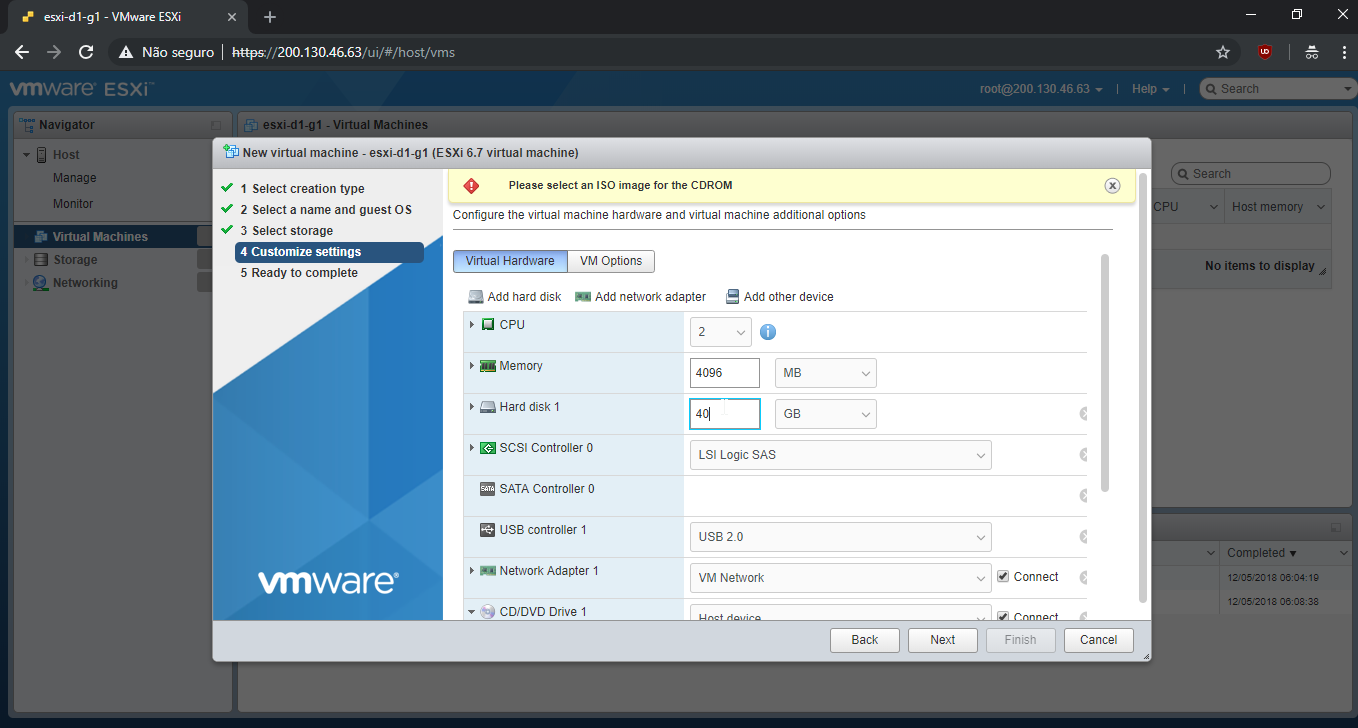 esxi-d1-g1 - VMware ESXi
Não seguro | https://200.130.46.63/ui/#/host/vms
UD
vmware ESXi™
root@200.130.46.63 | Help | Search
Navigator
esxi-d1-g1 - Virtual Machines
Host
Manage
Monitor
Virtual Machines
Storage
Networking
Search
CPU Host memory
No items to display
Completed ▼
12/05/2018 06:04:19
12/05/2018 06:08:38
New virtual machine - esxi-d1-g1 (ESXi 6.7 virtual machine)
1 Select creation type
2 Select a name and guest OS
3 Select storage
4 Customize settings
5 Ready to complete
vmware®
Please select an ISO image for the CDROM
Configure the virtual machine hardware and virtual machine additional options
Virtual Hardware VM Options
Add hard disk Add network adapter Add other device
CPU 2
Memory 4096 MB
Hard disk 1 40 GB
SCSI Controller 0 LSI Logic SAS
SATA SATA Controller 0
USB controller 1 USB 2.0
Network Adapter 1 VM Network Connect
CD/DVD Drive 1 Host device Connect
Back Next Finish Cancel